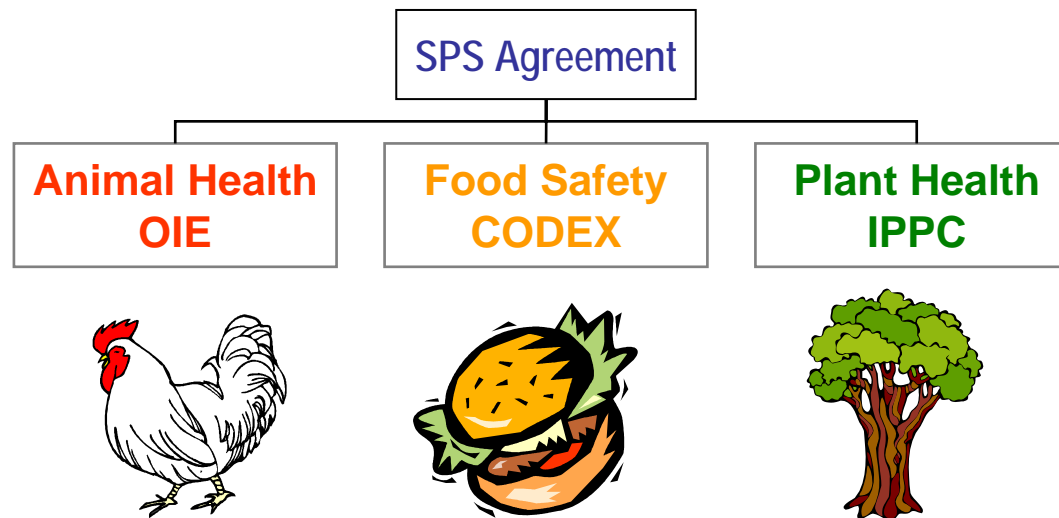 SPS Agreement
Animal Health
OIE
Food Safety
CODEX
Plant Health
IPPC